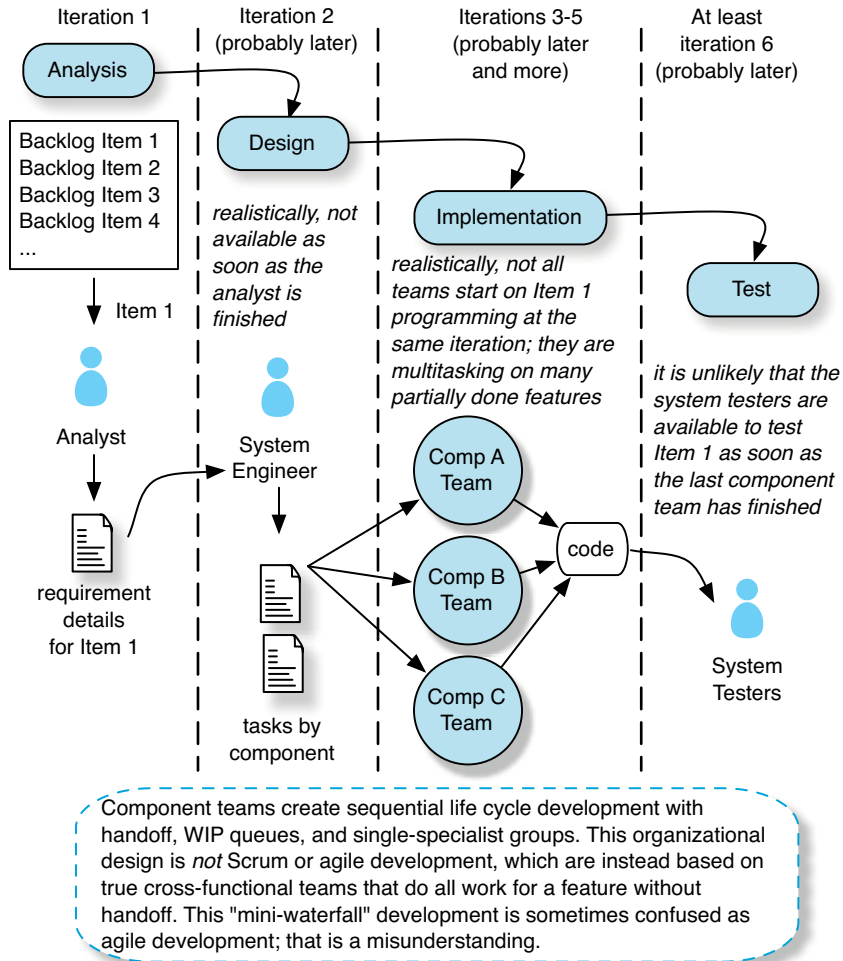 Iteration 1
Iteration 2
(probably later)
Iterations 3-5
(probably later
and more)
At least
iteration 6
(probably later)
Analysis
Design
Implementation
Test
Backlog Item 1
Backlog Item 2
Backlog Item 3
Backlog Item 4
...
Item 1
Analyst
requirement
details
for Item 1
realistically, not
available as
soon as the
analyst is
finished
System
Engineer
tasks by
component
realistically, not all
teams start on Item 1
programming at the
same iteration; they are
multitasking on many
partially done features
Comp A
Team
Comp B
Team
Comp C
Team
code
it is unlikely that the
system testers are
available to test
Item 1 as soon as
the last component
team has finished
System
Testers
Component teams create sequential life cycle development with
handoff, WIP queues, and single-specialist groups. This organizational
design is not Scrum or agile development, which are instead based on
true cross-functional teams that do all work for a feature without
handoff. This "mini-waterfall" development is sometimes confused as
agile development; that is a misunderstanding.